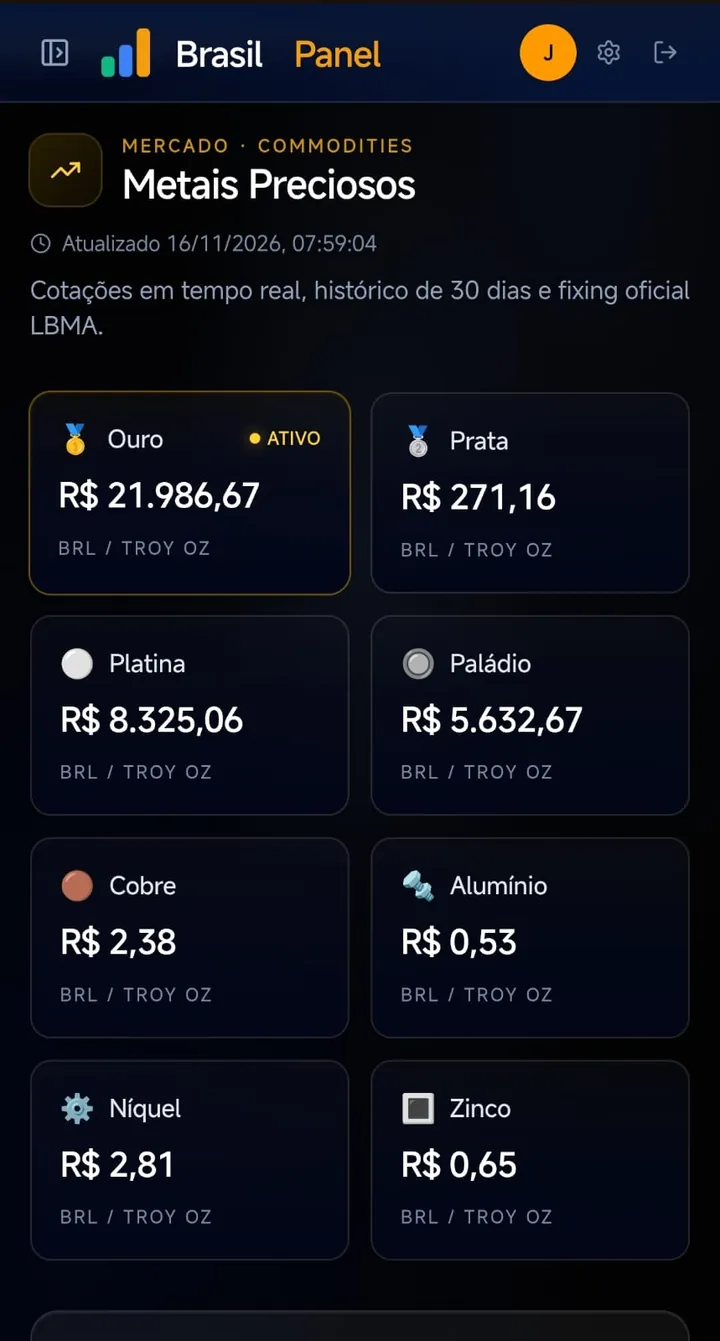 Brasil Panel
J
MERCADO · COMMODITIES
Metais Preciosos
Atualizado 16/11/2026, 07:59:04
Cotações em tempo real, histórico de 30 dias e fixing oficial
LBMA.
Ouro
ATIVO
R$ 21.986,67
BRL / TROY OZ
Prata
R$ 271,16
BRL / TROY OZ
Platina
R$ 8.325,06
BRL / TROY OZ
Paládio
R$ 5.632,67
BRL / TROY OZ
Cobre
R$ 2,38
BRL / TROY OZ
Alumínio
R$ 0,53
BRL / TROY OZ
Níquel
R$ 2,81
BRL / TROY OZ
Zinco
R$ 0,65
BRL / TROY OZ